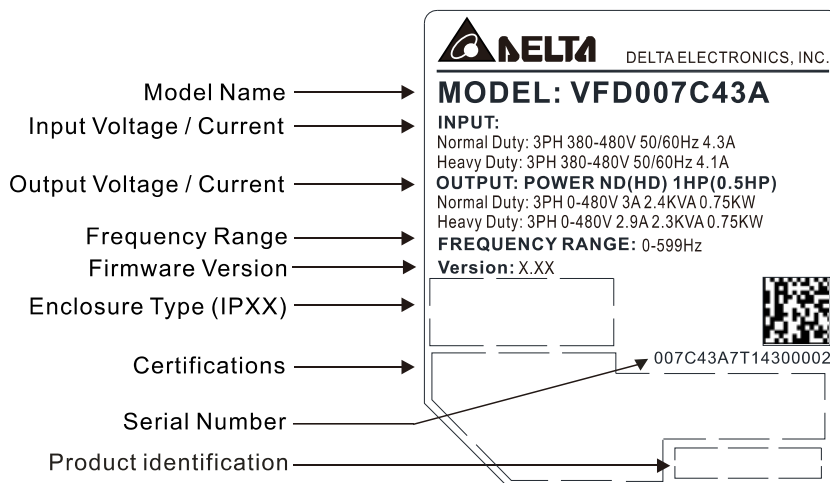 DELTA
DELTA ELECTRONICS, INC.
Model Name
MODEL: VFD007C43A
Input Voltage / Current
INPUT:
Normal Duty: 3PH 380-480V 50/60Hz 4.3A
Heavy Duty: 3PH 380-480V 50/60Hz 4.1A
Output Voltage / Current
OUTPUT: POWER ND(HD) 1HP(0.5HP)
Normal Duty: 3PH 0-480V 3A 2.4KVA 0.75KW
Heavy Duty: 3PH 0-480V 2.9A 2.3KVA 0.75KW
Frequency Range
FREQUENCY RANGE: 0-599Hz
Firmware Version
Version: X.XX
Enclosure Type (IPXX)
Certifications
007C43A7T14300002
Serial Number
Product identification